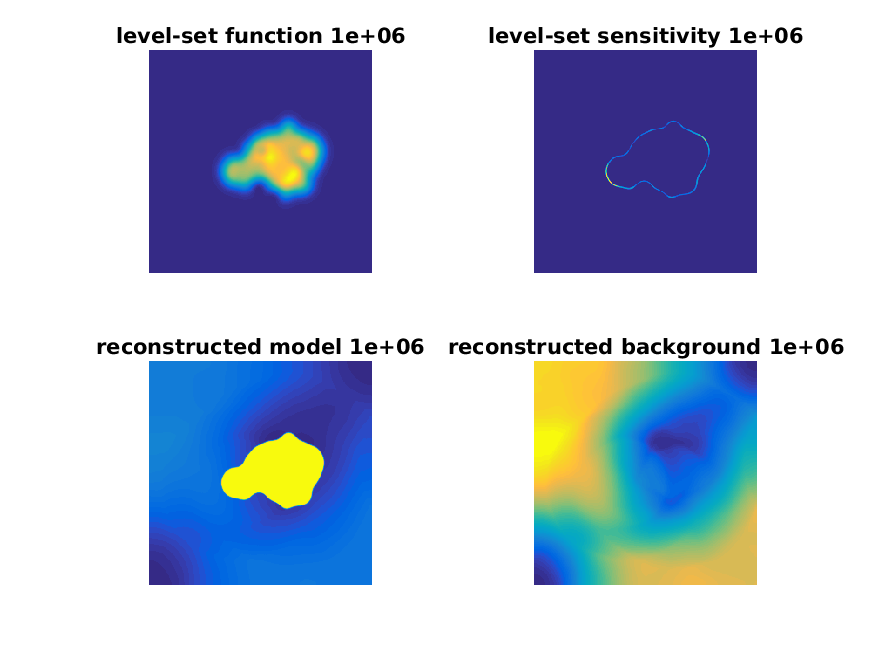 level-set function 1e+06
level-set sensitivity 1e+06
reconstructed model 1e+06
reconstructed background 1e+06